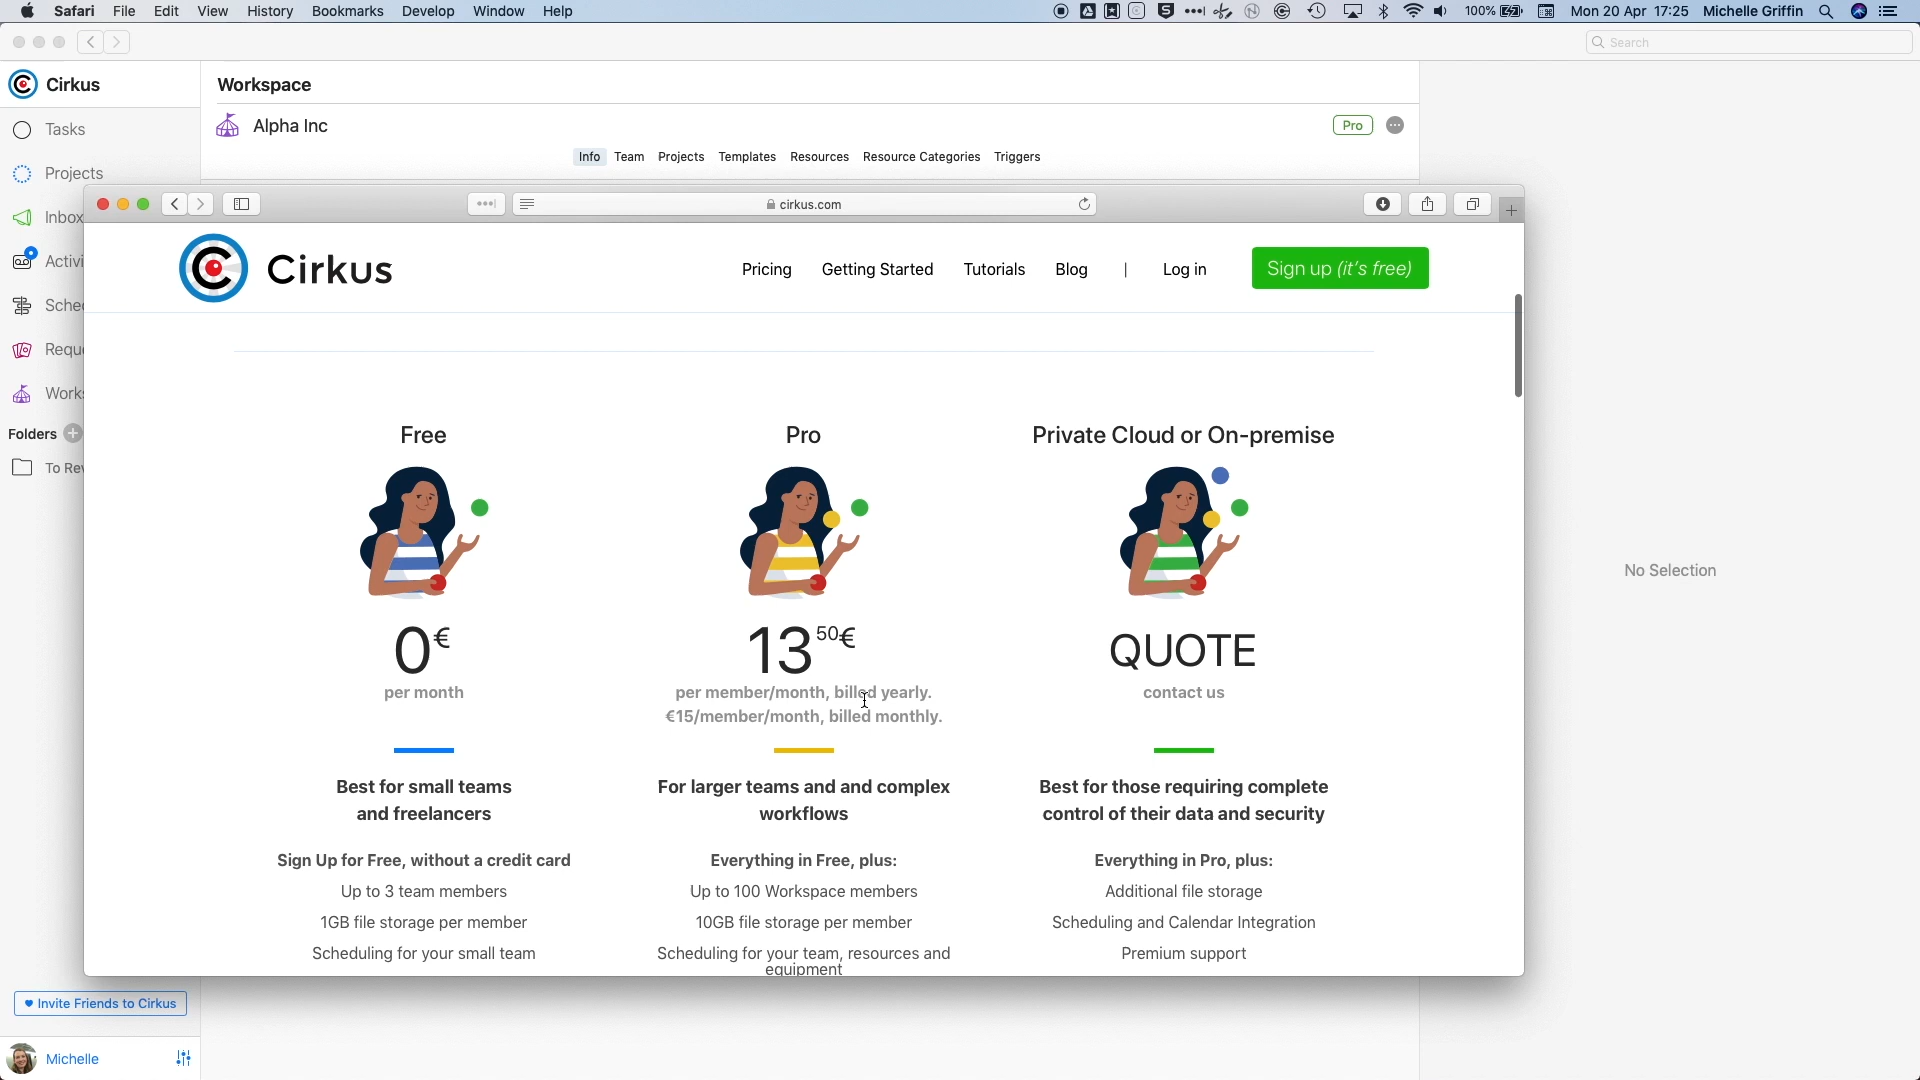 Safari File Edit View History Bookmarks Develop Window Help
100% Mon 20 Apr 17:25 Michelle Griffin
Search
Cirkus
Workspace
Tasks
Alpha Inc
Pro
Info Team Projects Templates Resources Resource Categories Triggers
Projects
Inbox
Activi
Sche
Reque
Works
Folders
To Rev
cirkus.com
Cirkus
Pricing Getting Started Tutorials Blog | Log in Sign up (it's free)
Free
0€
per month
Best for small teams
and freelancers
Sign Up for Free, without a credit card
Up to 3 team members
1GB file storage per member
Scheduling for your small team
Pro
13 50€
per member/month, billed yearly.
€15/member/month, billed monthly.
For larger teams and and complex
workflows
Everything in Free, plus:
Up to 100 Workspace members
10GB file storage per member
Scheduling for your team, resources and
equipment
Private Cloud or On-premise
QUOTE
contact us
Best for those requiring complete
control of their data and security
Everything in Pro, plus:
Additional file storage
Scheduling and Calendar Integration
Premium support
No Selection
Invite Friends to Cirkus
Michelle